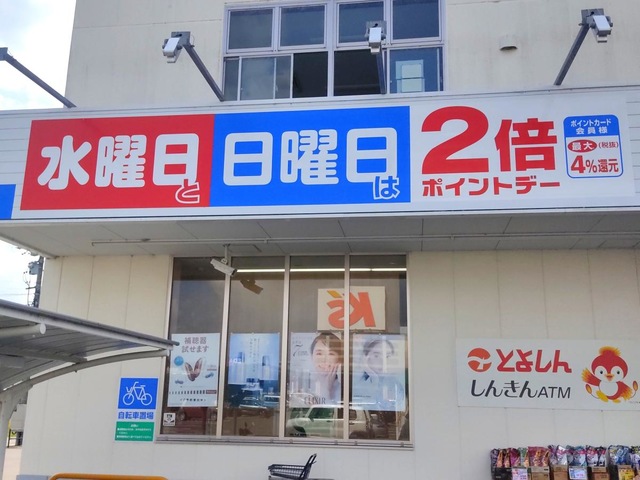 水曜日と日曜日は
2倍
ポイントデー
ポイントカード
会員様
最大(税抜)
4%還元
K's
補聴器
試せます
ELIXIR
とよしん
しんきんATM
自転車置場